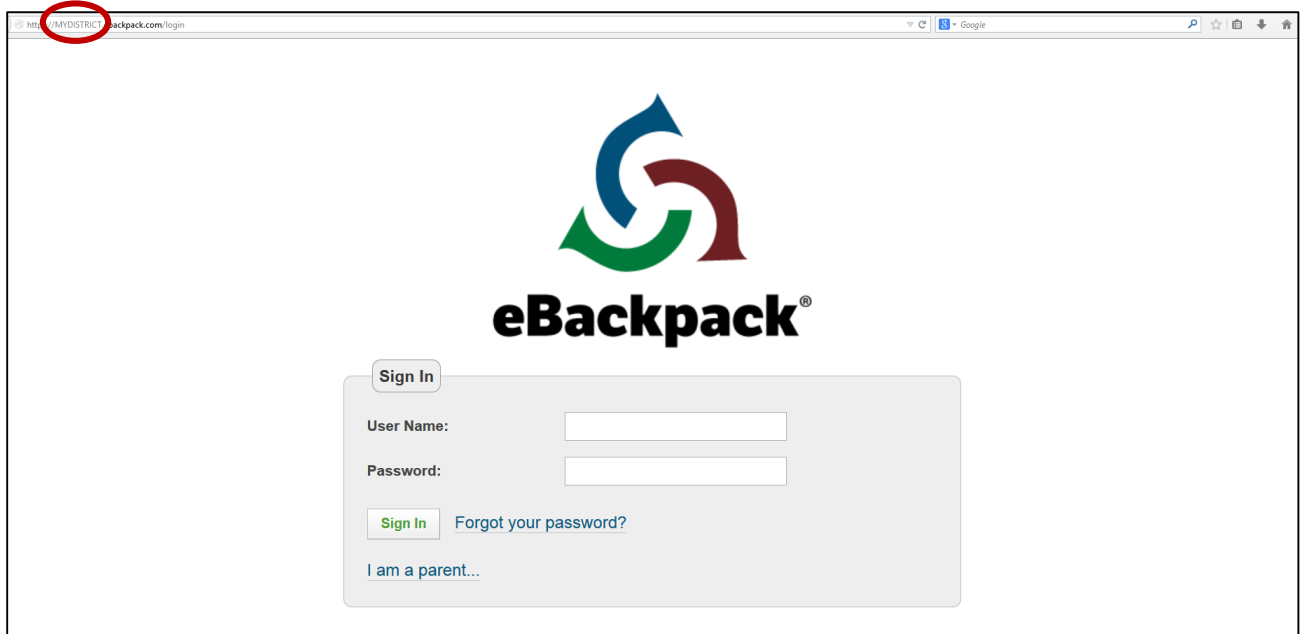 http://MYDISTRICT.ebackpack.com/login
8 Google
eBackpack®
Sign In
User Name:
Password:
Sign In Forgot your password?
I am a parent...